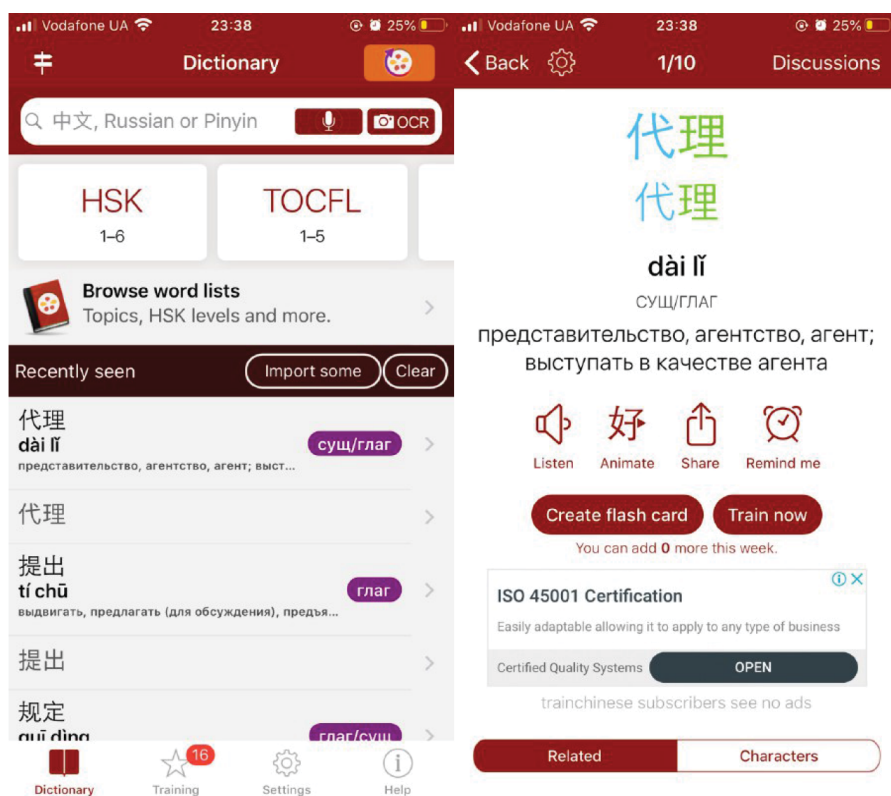 Vodafone UA 23:38 25%
Dictionary
中文, Russian or Pinyin OCR
HSK TOCFL
1–6 1–5
Browse word lists
Topics, HSK levels and more.
Recently seen Import some Clear
代理
dài lǐ сущ/глаг
представительство, агентство, агент; выст...
代理
提出
tí chū глаг
выдвигать, предлагать (для обсуждения), предъя...
提出
规定
guī dìng глаг/сущ
16
Dictionary Training Settings Help
Vodafone UA 23:38 25%
Back 1/10 Discussions
代理
代理
dài lǐ
СУЩ/ГЛАГ
представительство, агентство, агент;
выступать в качестве агента
好
Listen Animate Share Remind me
Create flash card Train now
You can add 0 more this week.
ISO 45001 Certification
Easily adaptable allowing it to apply to any type of business
Certified Quality Systems OPEN
trainchinese subscribers see no ads
Related Characters